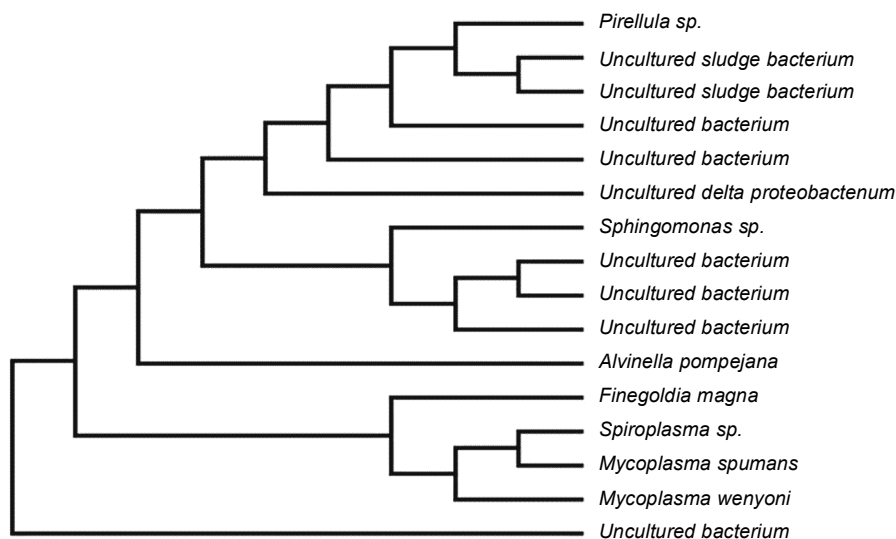 Pirellula sp.
Uncultured sludge bacterium
Uncultured sludge bacterium
Uncultured bacterium
Uncultured bacterium
Uncultured delta proteobactenum
Sphingomonas sp.
Uncultured bacterium
Uncultured bacterium
Uncultured bacterium
Alvinella pompejana
Finegoldia magna
Spiroplasma sp.
Mycoplasma spumans
Mycoplasma wenyoni
Uncultured bacterium